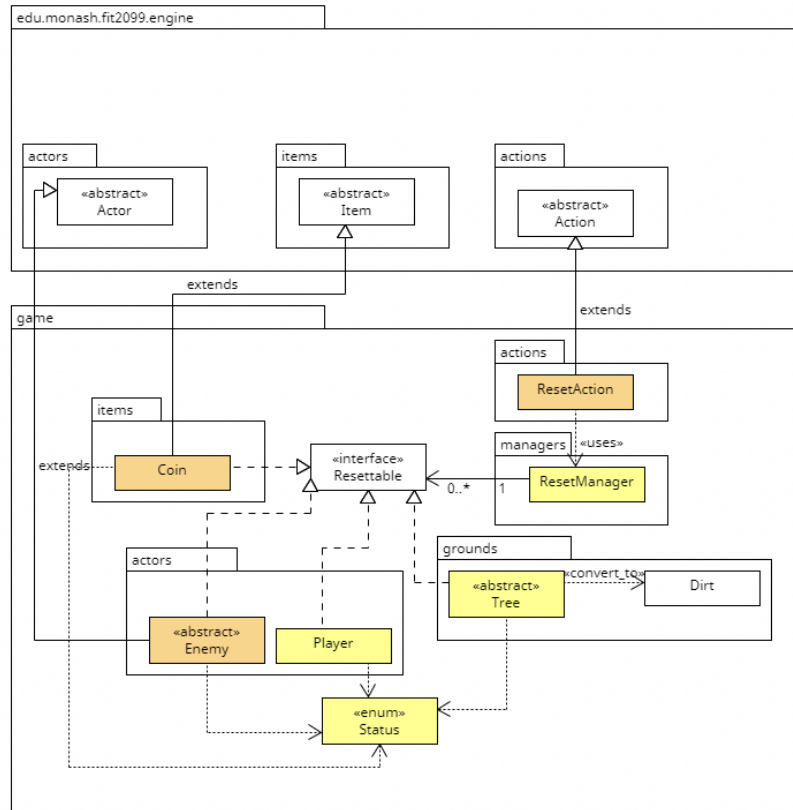 edu.monash.fit2099.engine
actors
items
actions
«abstract»
Actor
«abstract»
Item
«abstract»
Action
extends
extends
game
actions
ResetAction
items
«interface»
Resettable
managers
«uses»
extends
Coin
0..*
1
ResetManager
grounds
actors
«abstract»
Tree
«convert_to»
Dirt
«abstract»
Enemy
Player
«enum»
Status